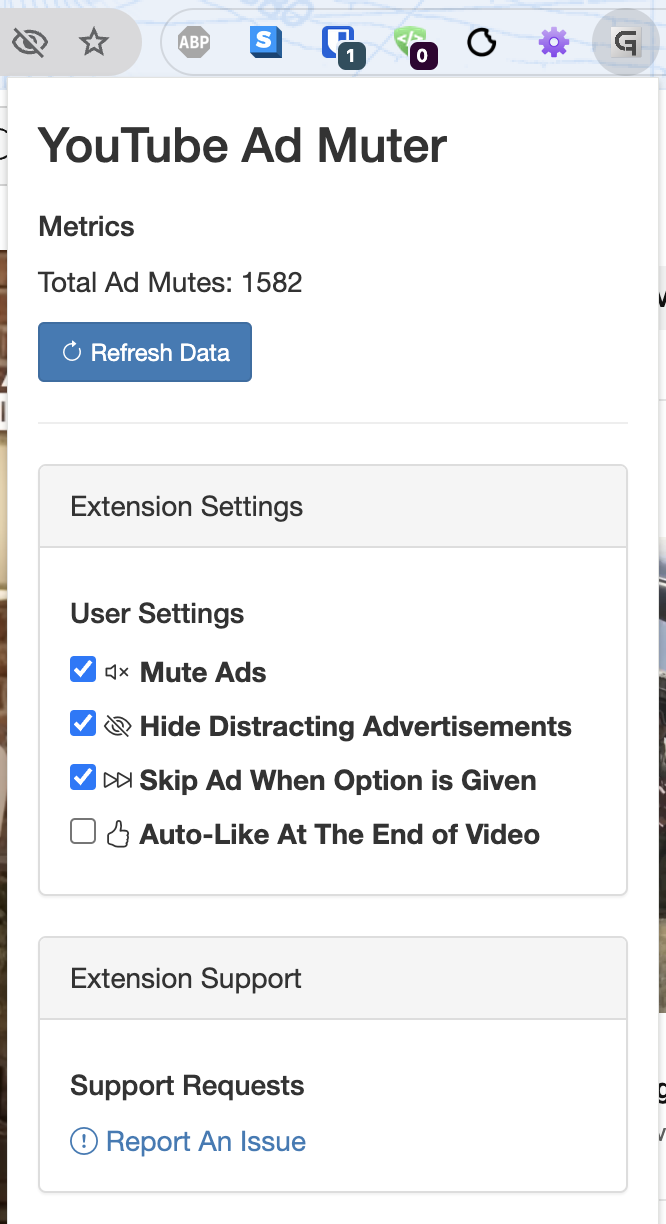 ABP
S
1
0
YouTube Ad Muter
Metrics
Total Ad Mutes: 1582
Refresh Data
Extension Settings
User Settings
Mute Ads
Hide Distracting Advertisements
Skip Ad When Option is Given
Auto-Like At The End of Video
Extension Support
Support Requests
Report An Issue